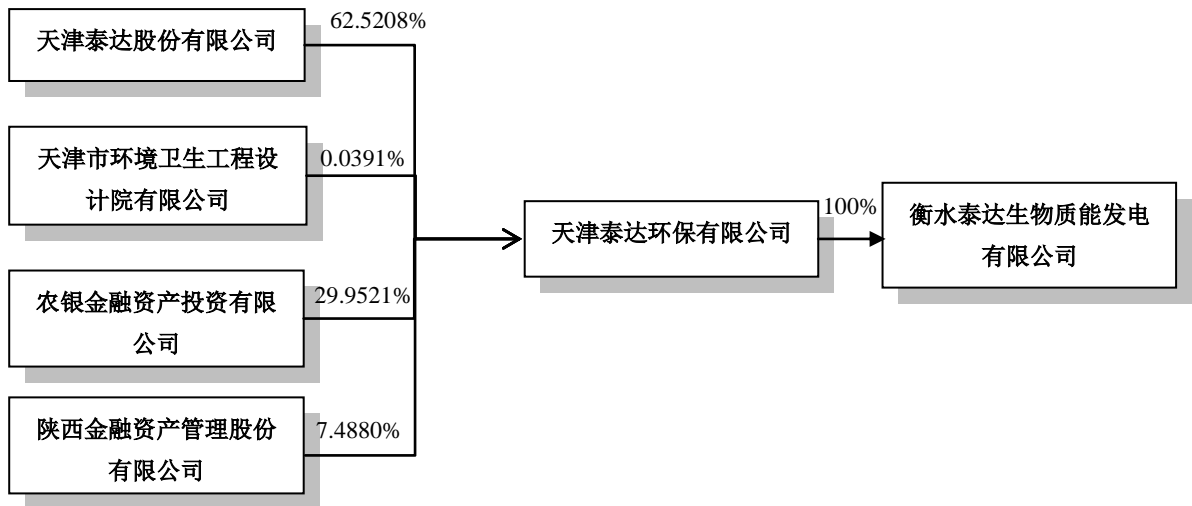 62.5208%
天津泰达股份有限公司
天津市环境卫生工程设
计院有限公司
0.0391%
农银金融资产投资有限
公司
29.9521%
陕西金融资产管理股份
有限公司
7.4880%
天津泰达环保有限公司
100%
衡水泰达生物质能发电
有限公司